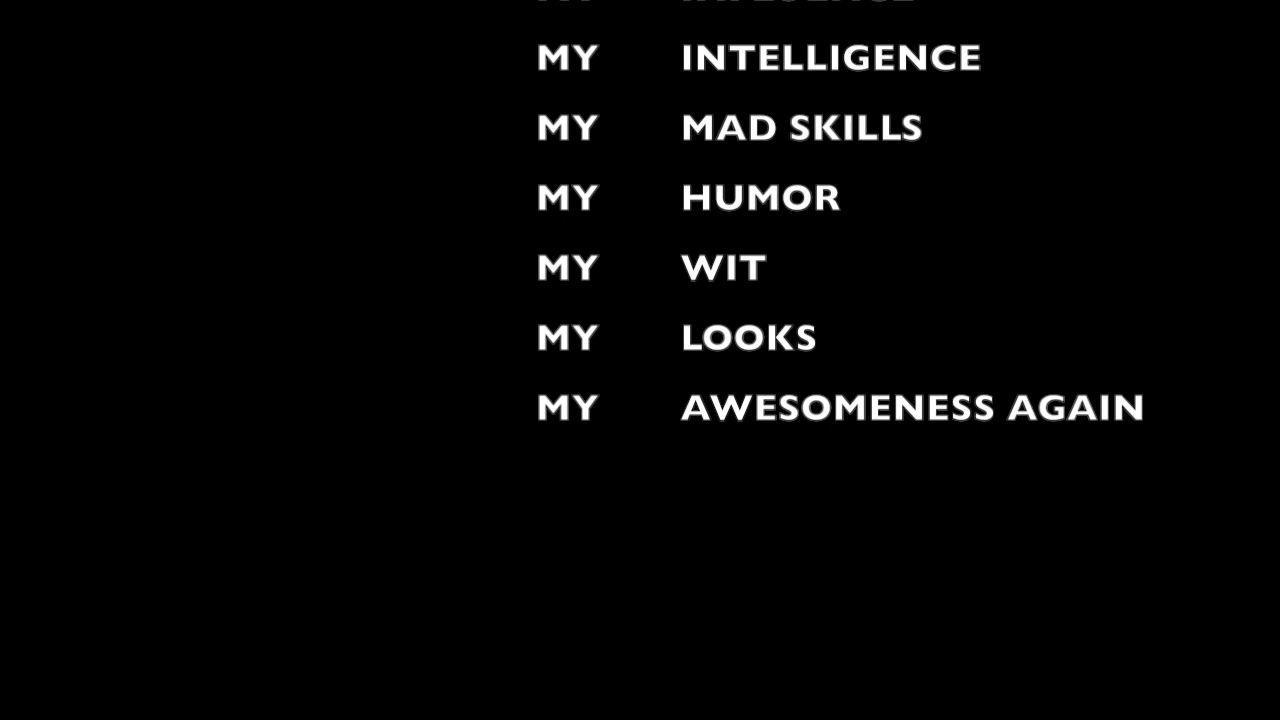 MY INTELLIGENCE
MY MAD SKILLS
MY HUMOR
MY WIT
MY LOOKS
MY AWESOMENESS AGAIN